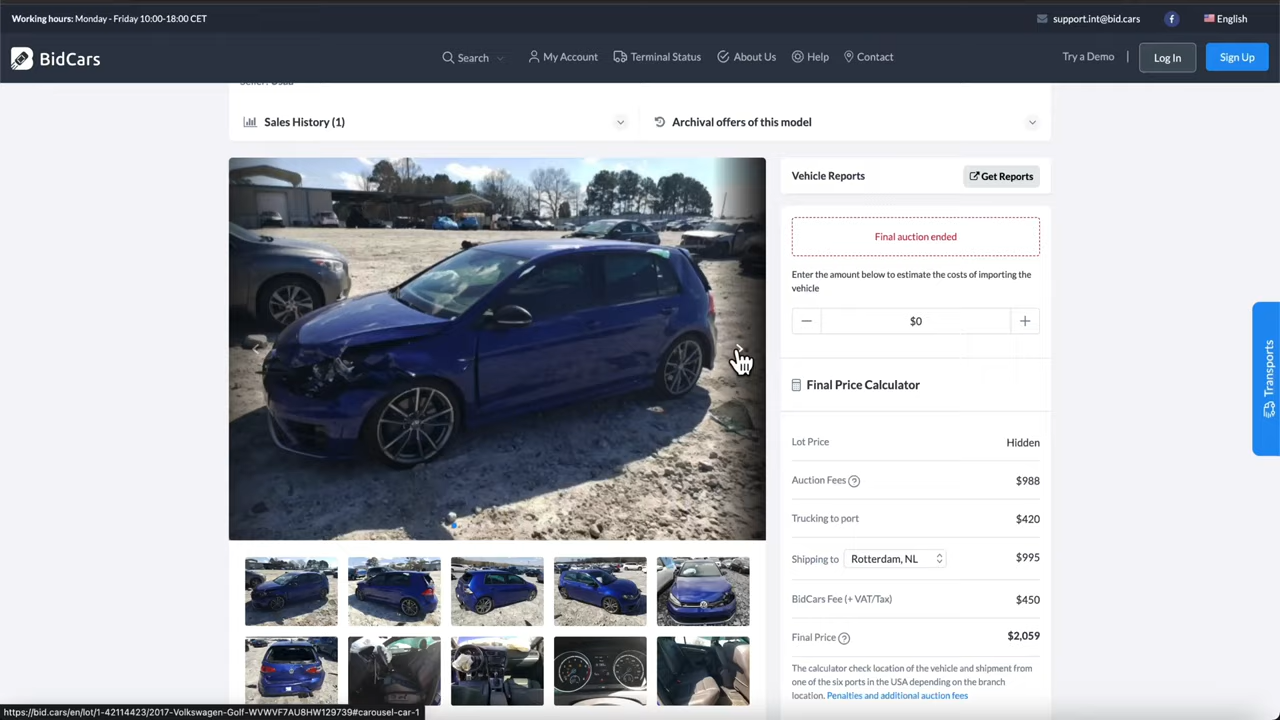 Working hours: Monday - Friday 10:00-18:00 CET
support.int@bid.cars
English
BidCars
Search
My Account
Terminal Status
About Us
Help
Contact
Try a Demo
Log In
Sign Up
Sales History (1)
Archival offers of this model
Vehicle Reports
Get Reports
Final auction ended
Enter the amount below to estimate the costs of importing the
vehicle
$0
Final Price Calculator
Lot Price Hidden
Auction Fees $988
Trucking to port $420
Shipping to Rotterdam, NL $995
BidCars Fee (+ VAT/Tax) $450
Final Price $2,059
The calculator check location of the vehicle and shipment from
one of the six ports in the USA depending on the branch
location. Penalties and additional auction fees
Transports
https://bid.cars/en/lot/1-42114423/2017-Volkswagen-Golf-WVWVF7AU8HW129739#carousel-car-1